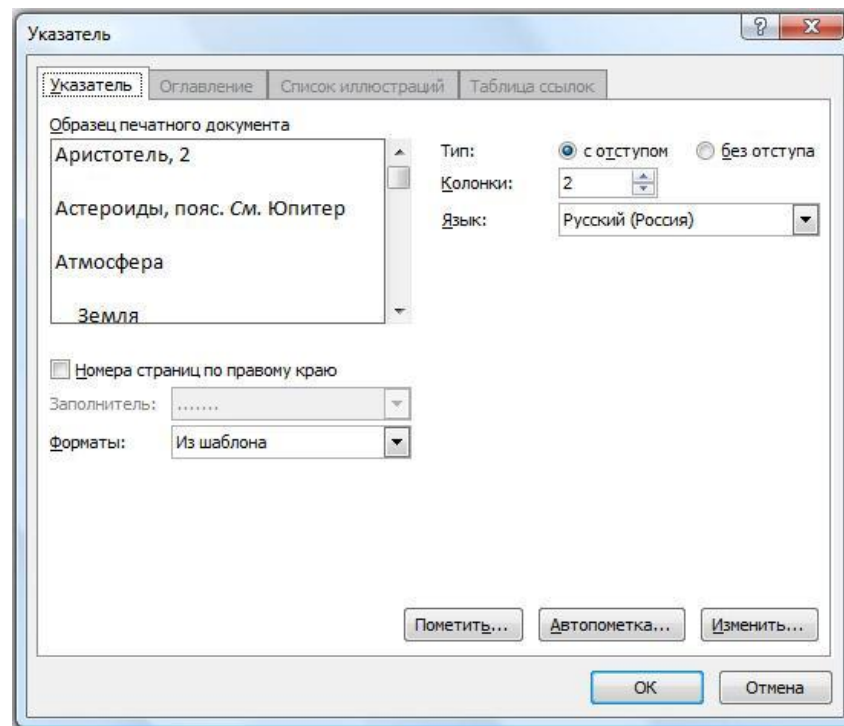 Указатель
Указатель Оглавление Список иллюстраций Таблица ссылок
Образец печатного документа
Аристотель, 2
Астероиды, пояс. См. Юпитер
Атмосфера
Земля
Тип: с отступом без отступа
Колонки: 2
Язык: Русский (Россия)
Номера страниц по правому краю
Заполнитель: .......
Форматы: Из шаблона
Пометить... Автопометка... Изменить...
ОК Отмена